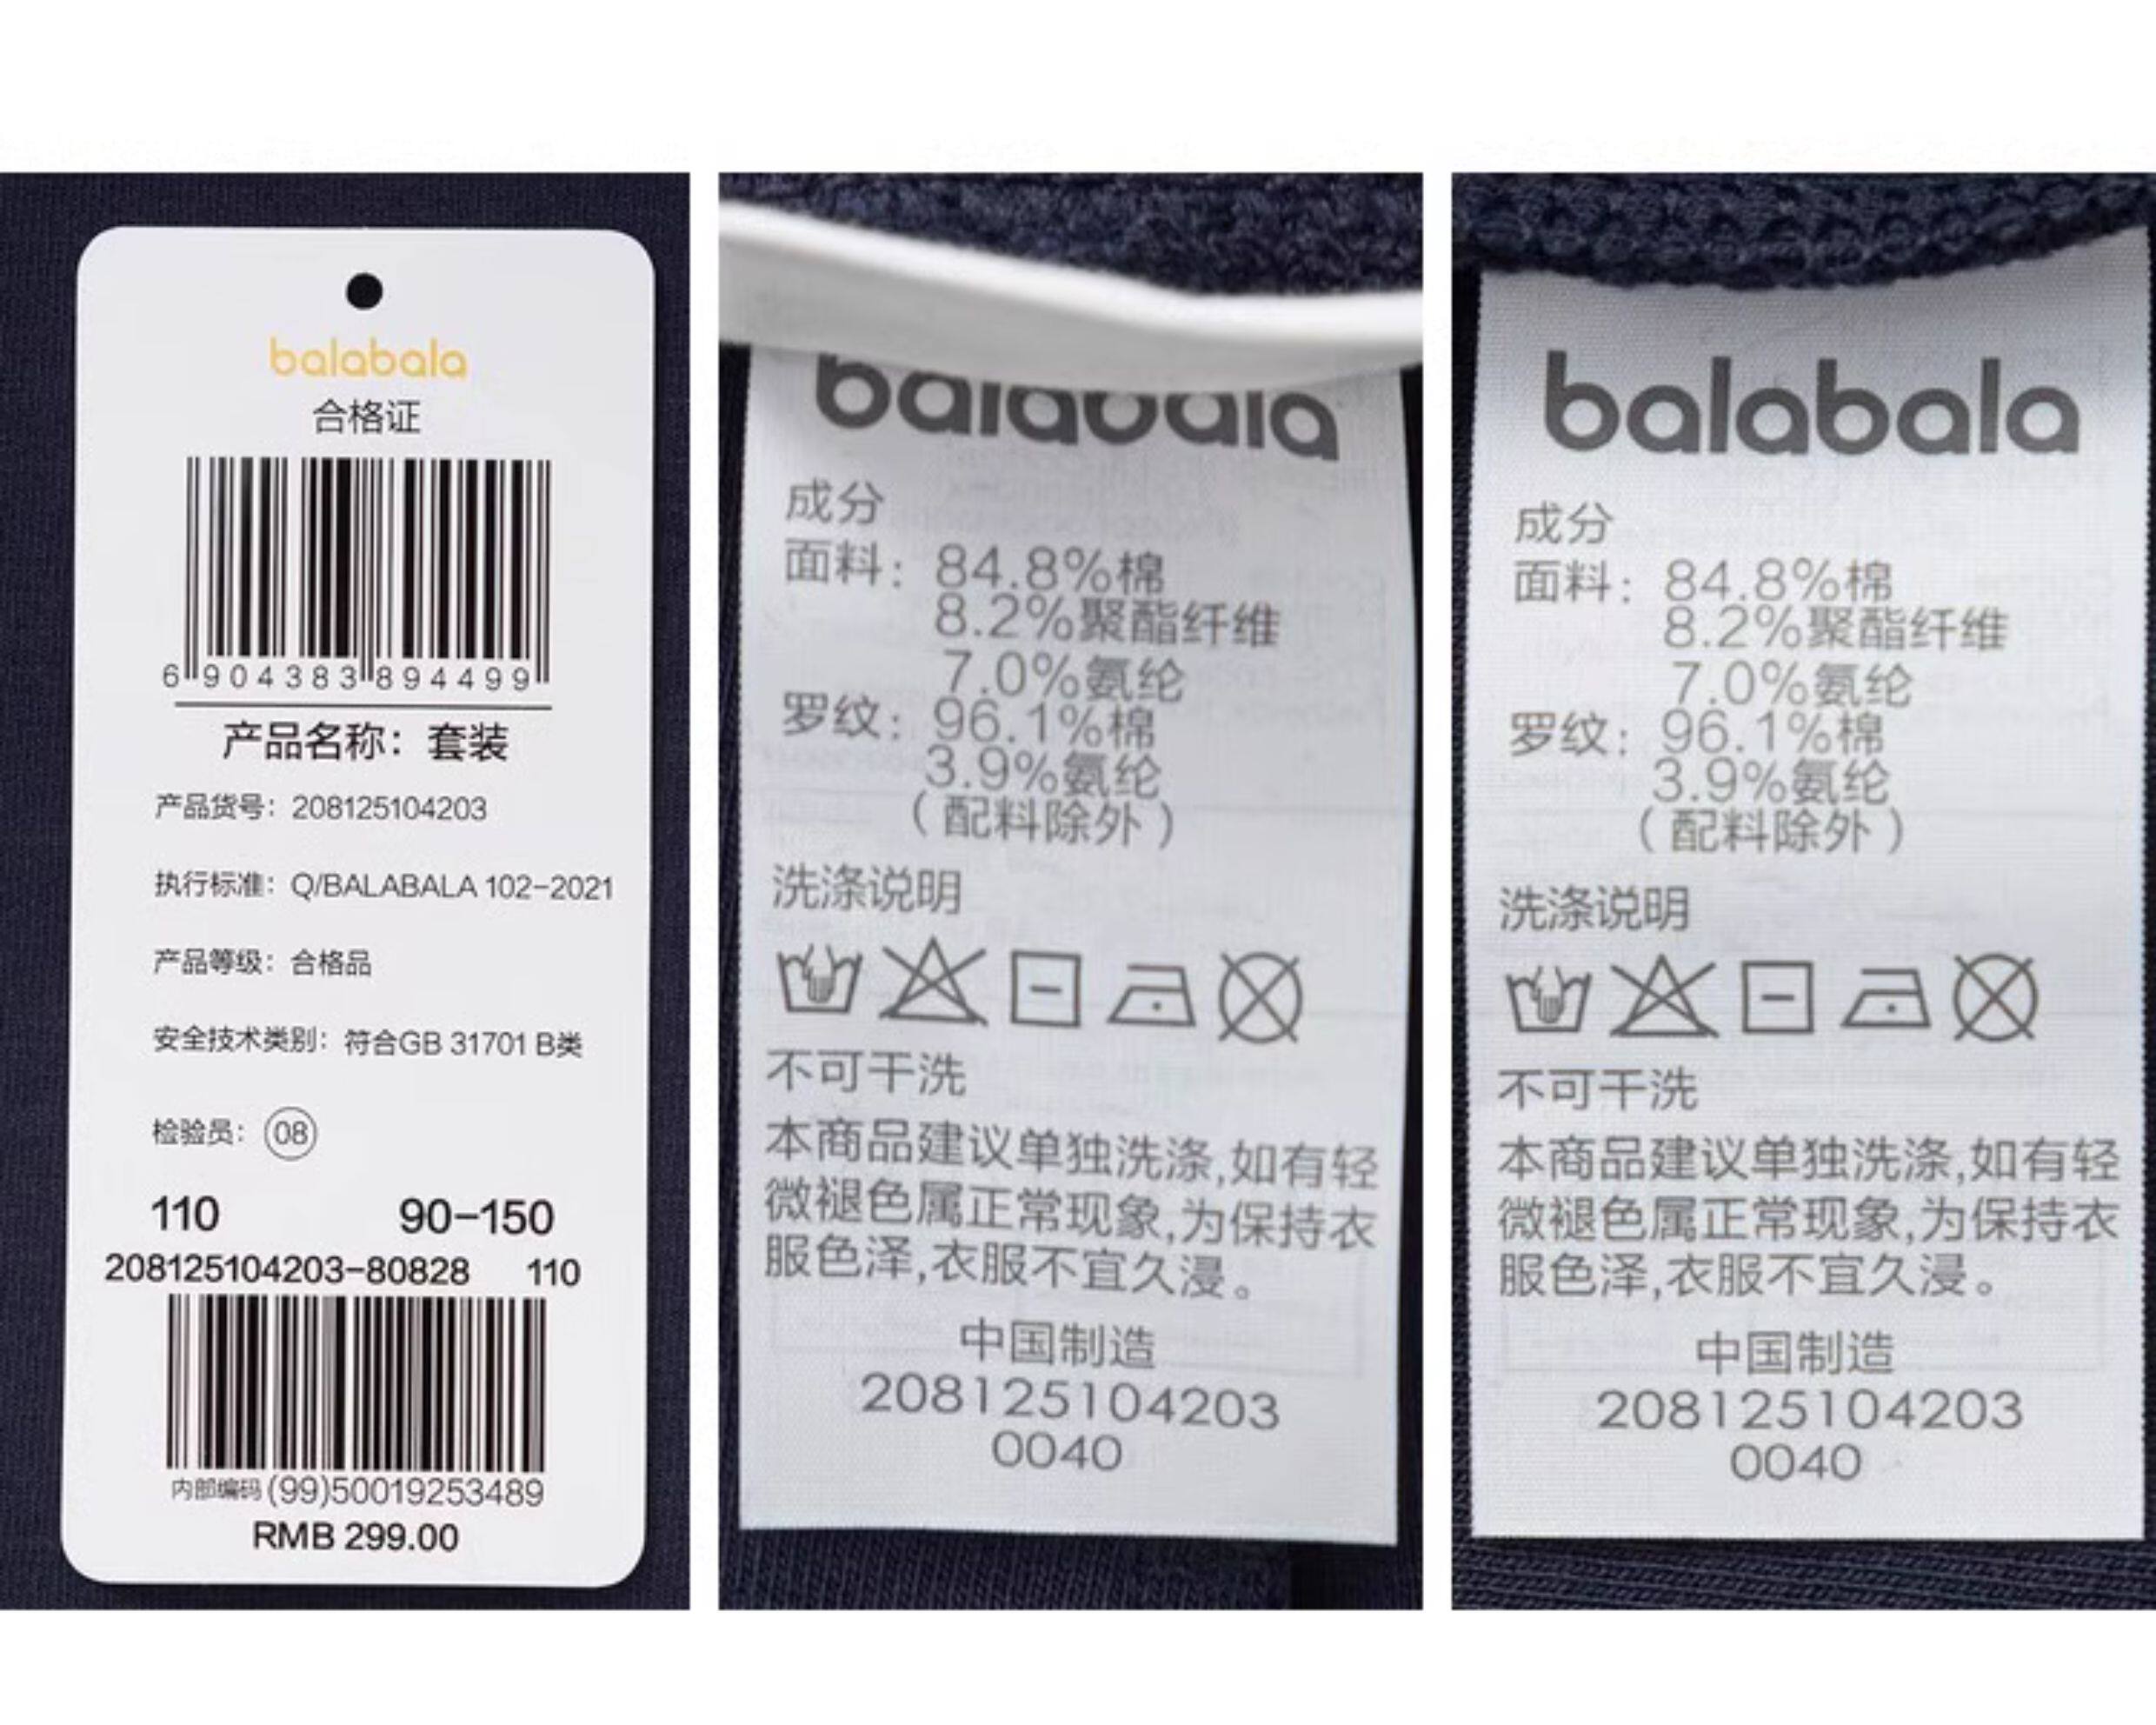 balabala
合格证
6 904383 894499
产品名称：套装
产品货号：208125104203
执行标准：Q/BALABALA 102-2021
产品等级：合格品
安全技术类别：符合GB 31701 B类
检验员：08
110 90-150
208125104203-80828 110
内部编码(99)50019253489
RMB 299.00
balabala
成分
面料：84.8%棉
8.2%聚酯纤维
7.0%氨纶
罗纹：96.1%棉
3.9%氨纶
（配料除外）
洗涤说明
不可干洗
本商品建议单独洗涤,如有轻
微褪色属正常现象,为保持衣
服色泽,衣服不宜久浸。
中国制造
208125104203
0040
balabala
成分
面料：84.8%棉
8.2%聚酯纤维
7.0%氨纶
罗纹：96.1%棉
3.9%氨纶
（配料除外）
洗涤说明
不可干洗
本商品建议单独洗涤,如有轻
微褪色属正常现象,为保持衣
服色泽,衣服不宜久浸。
中国制造
208125104203
0040